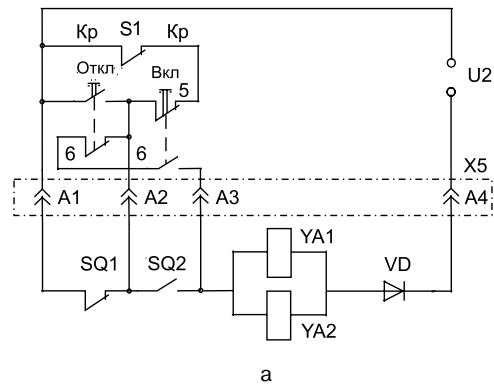 Кр S1 Кр
Откл. Вкл
5
U2
6 6
X5
A1 A2 A3 A4
SQ1 SQ2 YA1 VD
YA2
а